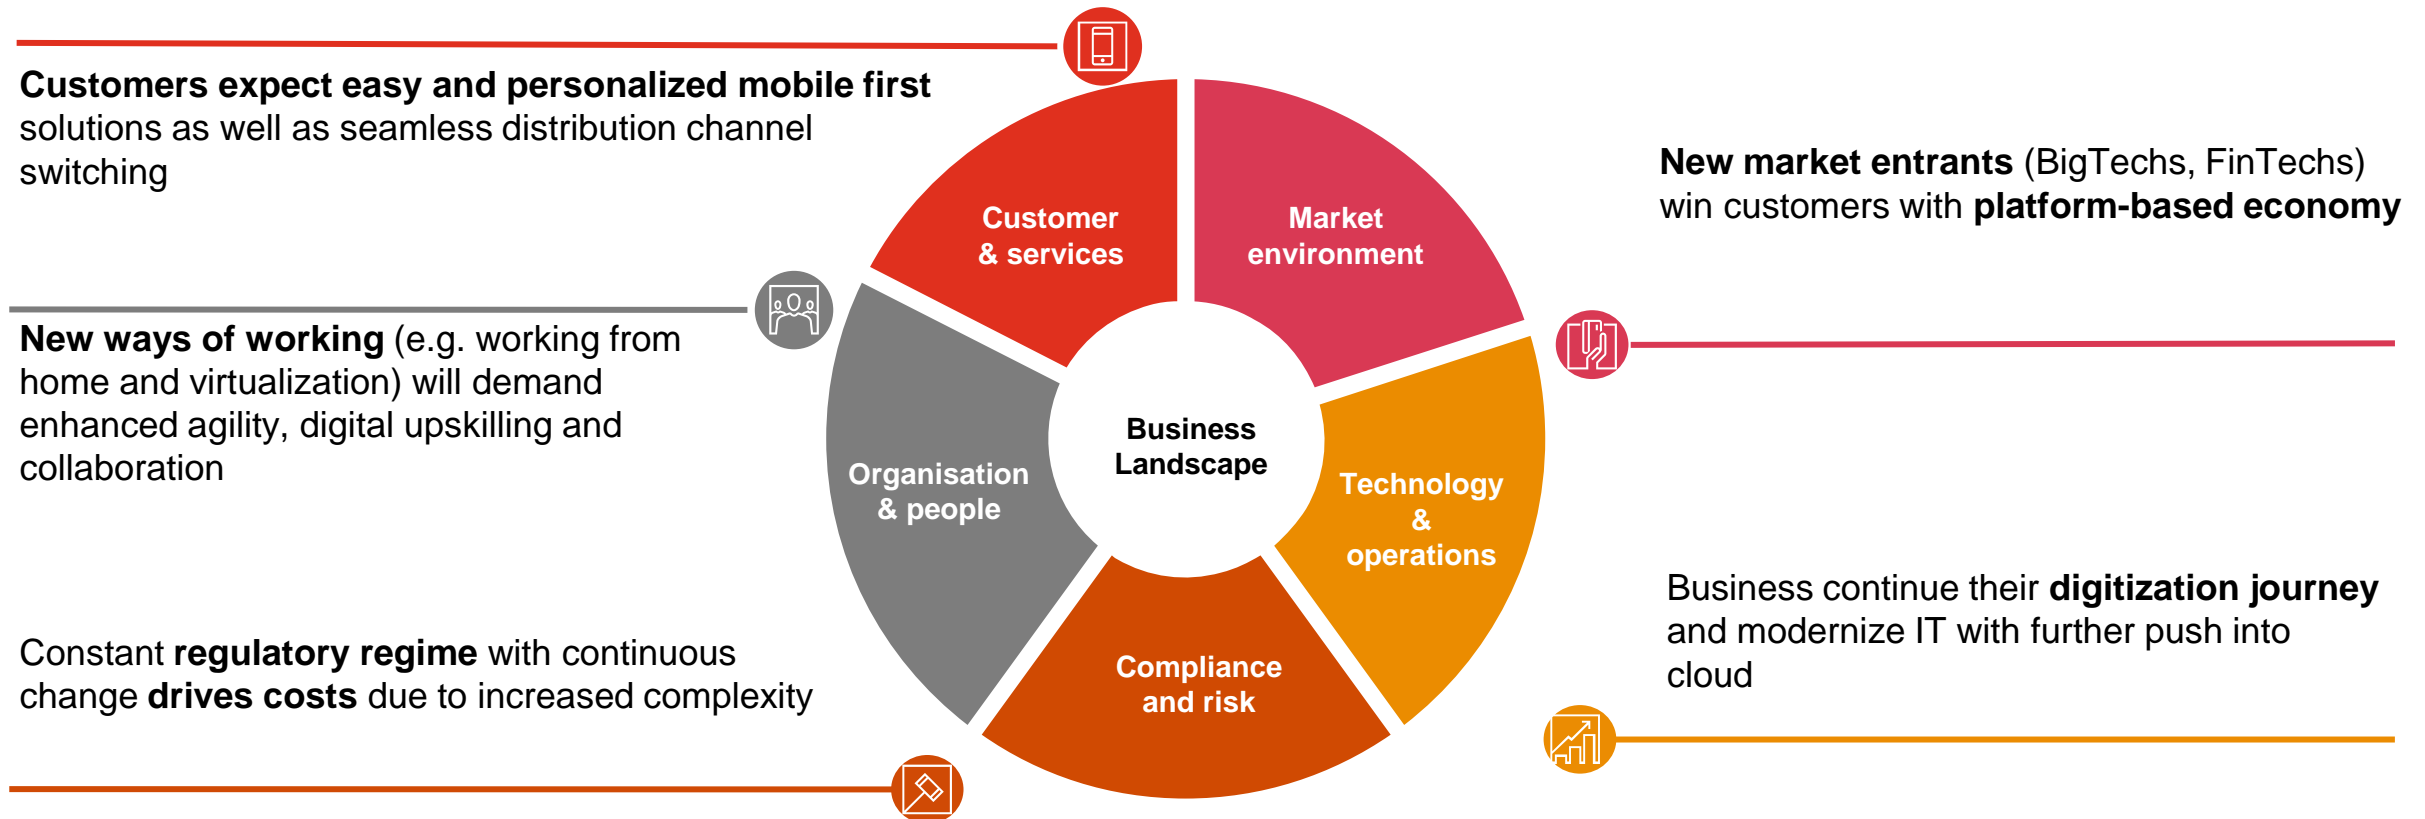 Customers expect easy and personalized mobile first
solutions as well as seamless distribution channel
switching
New ways of working (e.g. working from
home and virtualization) will demand
enhanced agility, digital upskilling and
collaboration
Constant regulatory regime with continuous
change drives costs due to increased complexity
Customer
& services
Market
environment
Organisation
& people
Business
Landscape
Technology
&
operations
Compliance
and risk
New market entrants (BigTechs, FinTechs)
win customers with platform-based economy
Business continue their digitization journey
and modernize IT with further push into
cloud